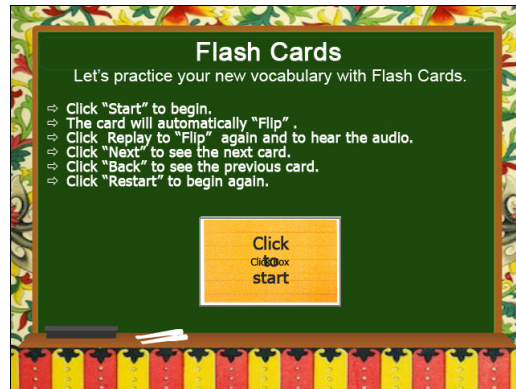 Flash Cards
Let's practice your new vocabulary with Flash Cards.
⇨ Click “Start” to begin.
⇨ The card will automatically “Flip” .
⇨ Click Replay to “Flip” again and to hear the audio.
⇨ Click “Next” to see the next card.
⇨ Click “Back” to see the previous card.
⇨ Click “Restart” to begin again.
Click
to
start